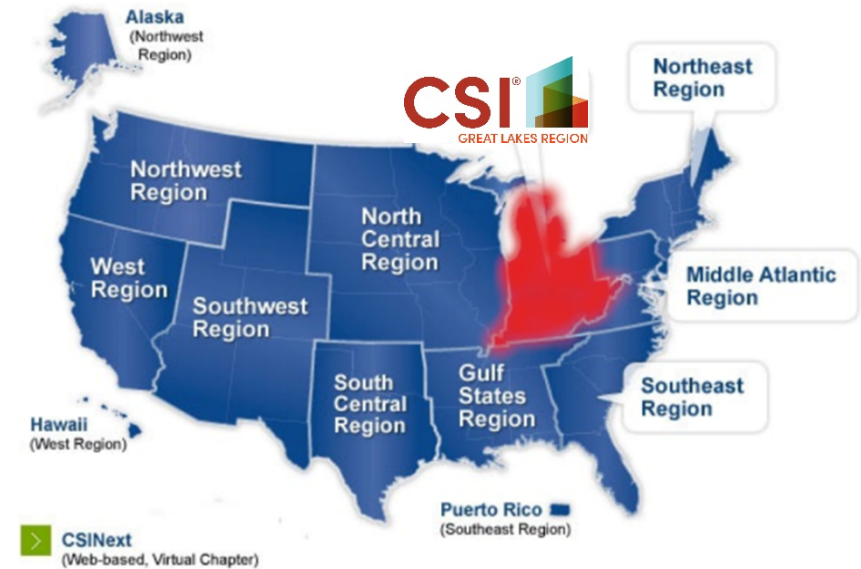 Alaska
(Northwest
Region)
CSI®
GREAT LAKES REGION
Northeast
Region
Northwest
Region
North
Central
Region
West
Region
Southwest
Region
Middle Atlantic
Region
South
Central
Region
Gulf
States
Region
Southeast
Region
Hawaii
(West Region)
Puerto Rico
(Southeast Region)
CSINext
(Web-based, Virtual Chapter)